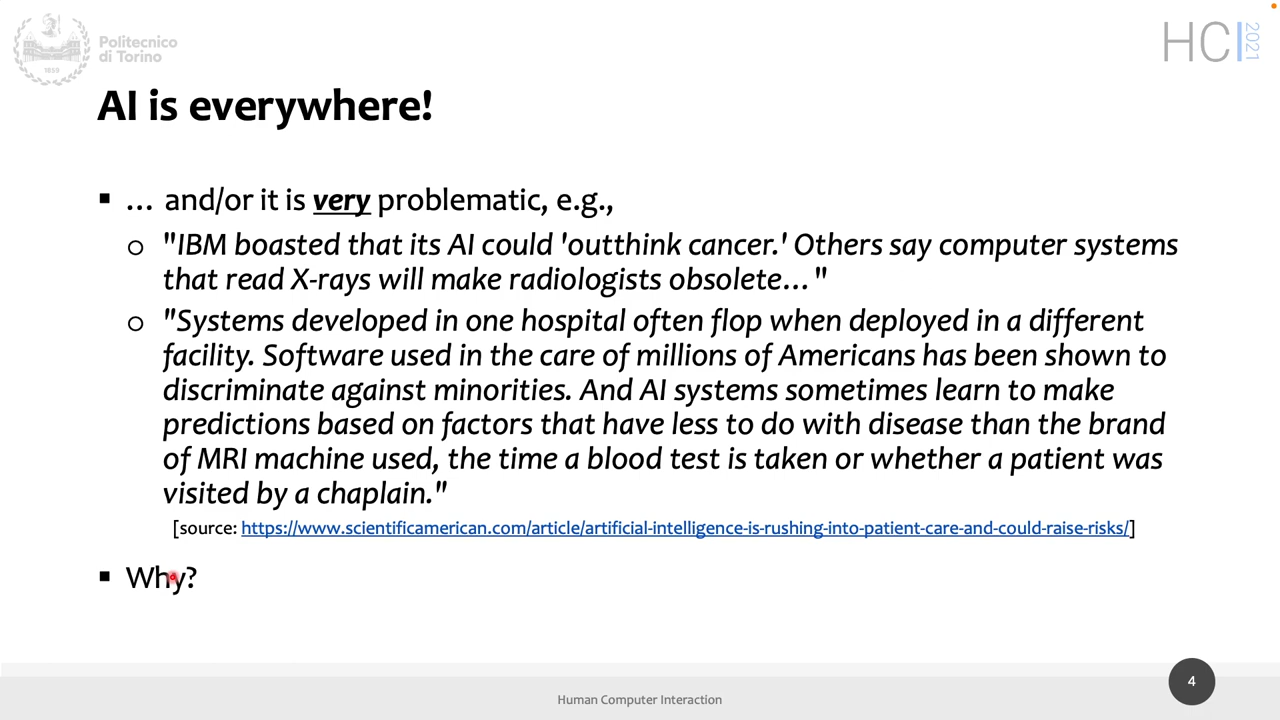 Politecnico
di Torino
1859
HCI 2021
AI is everywhere!
▪ … and/or it is very problematic, e.g.,
o "IBM boasted that its AI could 'outthink cancer.' Others say computer systems
that read X-rays will make radiologists obsolete… "
o "Systems developed in one hospital often flop when deployed in a different
facility. Software used in the care of millions of Americans has been shown to
discriminate against minorities. And AI systems sometimes learn to make
predictions based on factors that have less to do with disease than the brand
of MRI machine used, the time a blood test is taken or whether a patient was
visited by a chaplain."
[source: https://www.scientificamerican.com/article/artificial-intelligence-is-rushing-into-patient-care-and-could-raise-risks/]
▪ Why?
Human Computer Interaction
4